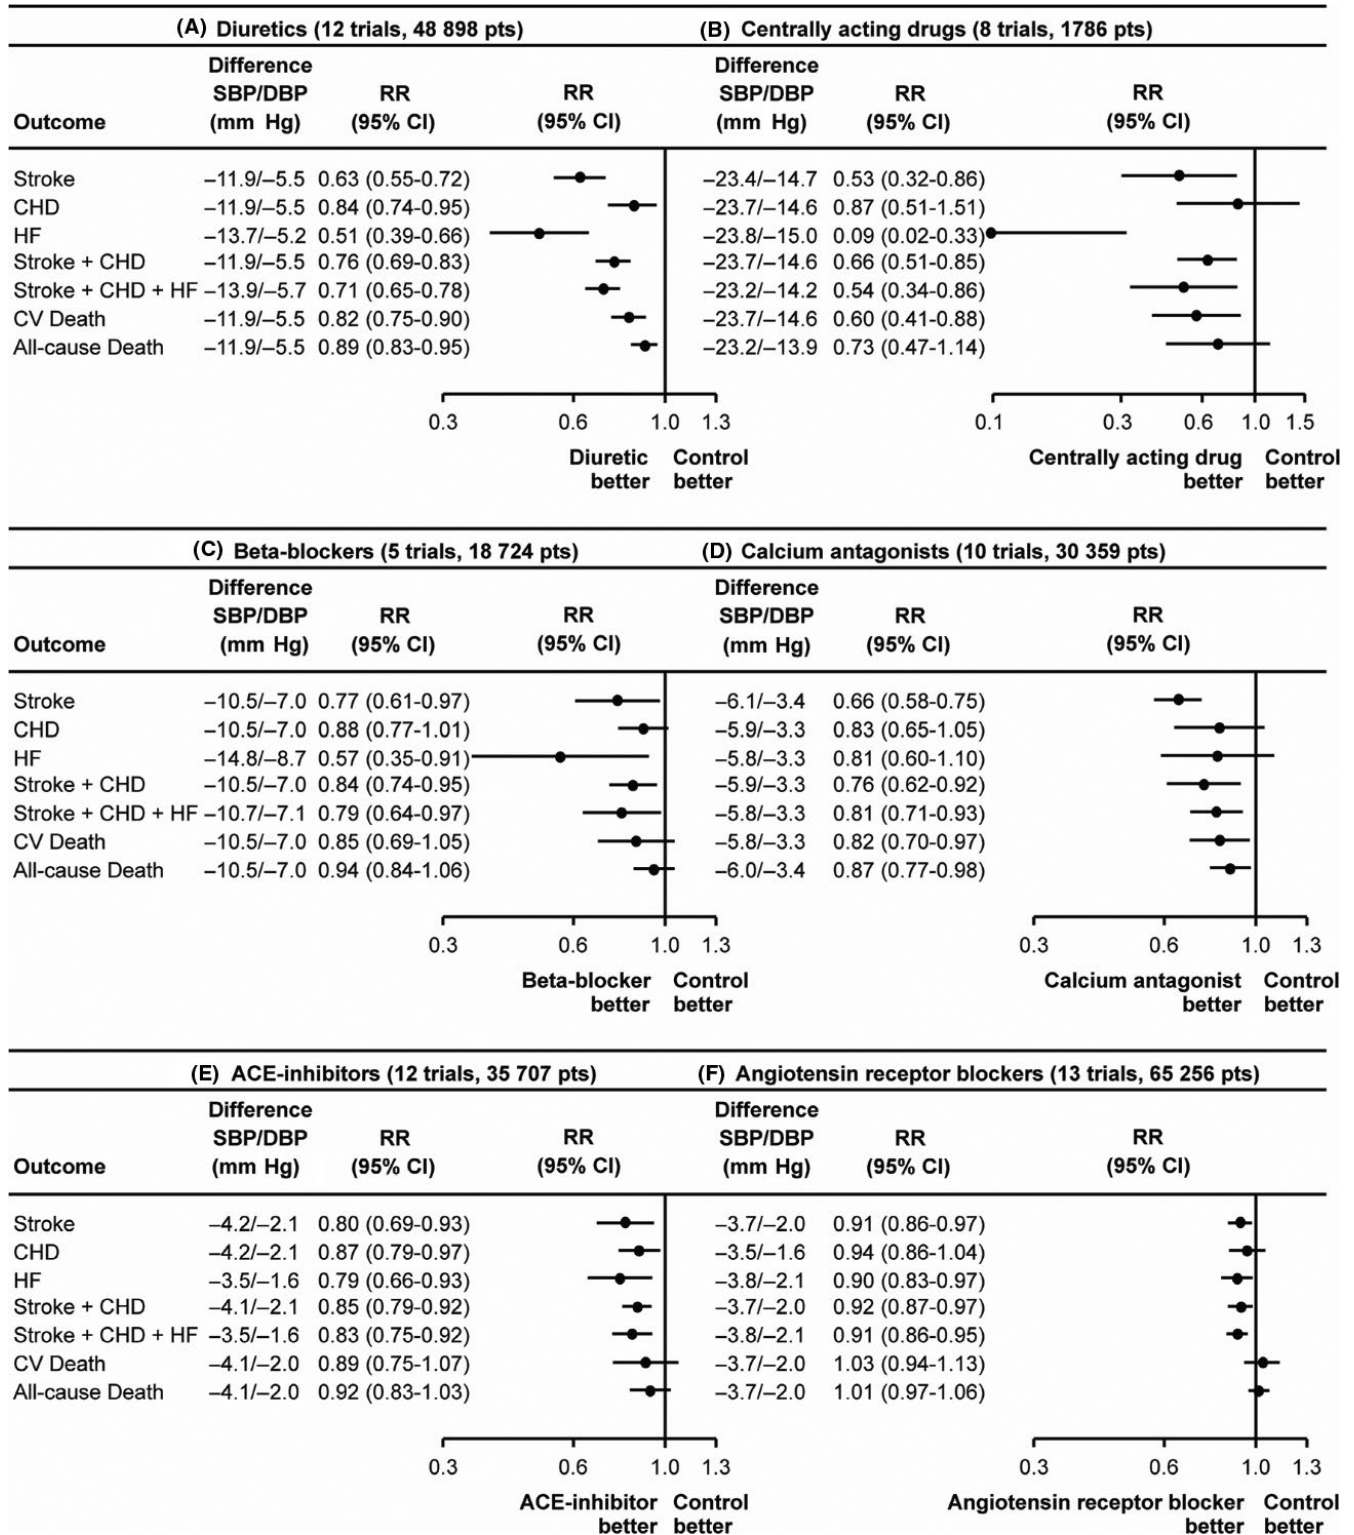 (A) Diuretics (12 trials, 48 898 pts) (B) Centrally acting drugs (8 trials, 1786 pts)
Difference Difference
SBP/DBP RR RR SBP/DBP RR RR
Outcome (mm Hg) (95% CI) (95% CI) (mm Hg) (95% CI) (95% CI)
Stroke –11.9/–5.5 0.63 (0.55-0.72) –23.4/–14.7 0.53 (0.32-0.86)
CHD –11.9/–5.5 0.84 (0.74-0.95) –23.7/–14.6 0.87 (0.51-1.51)
HF –13.7/–5.2 0.51 (0.39-0.66) –23.8/–15.0 0.09 (0.02-0.33)
Stroke + CHD –11.9/–5.5 0.76 (0.69-0.83) –23.7/–14.6 0.66 (0.51-0.85)
Stroke + CHD + HF –13.9/–5.7 0.71 (0.65-0.78) –23.2/–14.2 0.54 (0.34-0.86)
CV Death –11.9/–5.5 0.82 (0.75-0.90) –23.7/–14.6 0.60 (0.41-0.88)
All-cause Death –11.9/–5.5 0.89 (0.83-0.95) –23.2/–13.9 0.73 (0.47-1.14)
0.3 0.6 1.0 1.3 0.1 0.3 0.6 1.0 1.5
Diuretic Control Centrally acting drug Control
better better better better
(C) Beta-blockers (5 trials, 18 724 pts) (D) Calcium antagonists (10 trials, 30 359 pts)
Difference Difference
SBP/DBP RR RR SBP/DBP RR RR
Outcome (mm Hg) (95% CI) (95% CI) (mm Hg) (95% CI) (95% CI)
Stroke –10.5/–7.0 0.77 (0.61-0.97) –6.1/–3.4 0.66 (0.58-0.75)
CHD –10.5/–7.0 0.88 (0.77-1.01) –5.9/–3.3 0.83 (0.65-1.05)
HF –14.8/–8.7 0.57 (0.35-0.91) –5.8/–3.3 0.81 (0.60-1.10)
Stroke + CHD –10.5/–7.0 0.84 (0.74-0.95) –5.9/–3.3 0.76 (0.62-0.92)
Stroke + CHD + HF –10.7/–7.1 0.79 (0.64-0.97) –5.8/–3.3 0.81 (0.71-0.93)
CV Death –10.5/–7.0 0.85 (0.69-1.05) –5.8/–3.3 0.82 (0.70-0.97)
All-cause Death –10.5/–7.0 0.94 (0.84-1.06) –6.0/–3.4 0.87 (0.77-0.98)
0.3 0.6 1.0 1.3 0.3 0.6 1.0 1.3
Beta-blocker Control Calcium antagonist Control
better better better better
(E) ACE-inhibitors (12 trials, 35 707 pts) (F) Angiotensin receptor blockers (13 trials, 65 256 pts)
Difference Difference
SBP/DBP RR RR SBP/DBP RR RR
Outcome (mm Hg) (95% CI) (95% CI) (mm Hg) (95% CI) (95% CI)
Stroke –4.2/–2.1 0.80 (0.69-0.93) –3.7/–2.0 0.91 (0.86-0.97)
CHD –4.2/–2.1 0.87 (0.79-0.97) –3.5/–1.6 0.94 (0.86-1.04)
HF –3.5/–1.6 0.79 (0.66-0.93) –3.8/–2.1 0.90 (0.83-0.97)
Stroke + CHD –4.1/–2.1 0.85 (0.79-0.92) –3.7/–2.0 0.92 (0.87-0.97)
Stroke + CHD + HF –3.5/–1.6 0.83 (0.75-0.92) –3.8/–2.1 0.91 (0.86-0.95)
CV Death –4.1/–2.0 0.89 (0.75-1.07) –3.7/–2.0 1.03 (0.94-1.13)
All-cause Death –4.1/–2.0 0.92 (0.83-1.03) –3.7/–2.0 1.01 (0.97-1.06)
0.3 0.6 1.0 1.3 0.3 0.6 1.0 1.3
ACE-inhibitor Control Angiotensin receptor blocker Control
better better better better